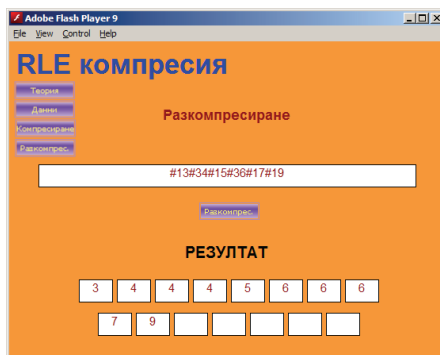 Adobe Flash Player 9
File View Control Help
RLE компресия
Теория
Данни
Компресиране
Разкомпрес.
Разкомпресиране
#13#34#15#36#17#19
Разкомпрес.
РЕЗУЛТАТ
3 4 4 4 5 6 6 6
7 9